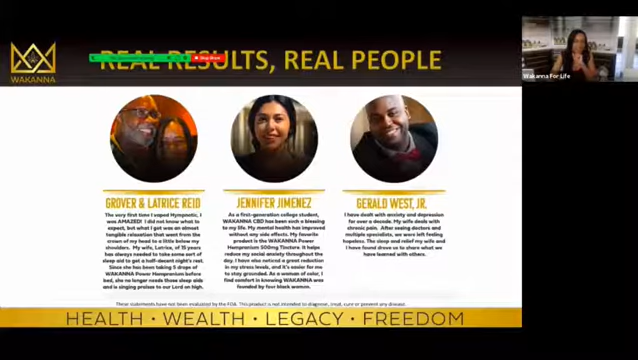 REAL RESULTS, REAL PEOPLE
WAKANNA
Stop Share
Wakanna For Life
GROVER & LATRICE REID
The very first time I vaped Hympnotic, I
was AMAZED! I did not know what to
expect, but what I got was an almost
tangible relaxation that went from the
crown of my head to a little below my
shoulders. My wife, Latrice, of 15 years
has always needed to take some sort of
sleep aid to get a half-decent night's rest.
Since she has been taking 5 drops of
WAKANNA Power Hempranium before
bed, she no longer needs those sleep aids
and is singing praise to our Lord on high.
JENNIFER JIMENEZ
As a first-generation college student,
WAKANNA CBD has been such a blessing
to my life. My mental health has improved
without any side effects. My favorite
product is the WAKANNA Power
Hempranium 500mg Tincture. It helps
reduce my social anxiety throughout the
day. I have also noticed a great reduction
in my stress levels, and it's easier for me
to stay grounded. As a woman of color, I
find comfort in knowing WAKANNA was
founded by four black women.
GERALD WEST, JR.
I have dealt with anxiety and depression
for over a decade. My wife deals with
chronic pain. After seeing doctors and
multiple specialists, we were left feeling
hopeless. The sleep and relief my wife and
I have found drove us to share what we
have learned with others.
These statements have not been evaluated by the FDA. This product is not intended to diagnose, treat, cure or prevent any disease.
HEALTH • WEALTH • LEGACY • FREEDOM